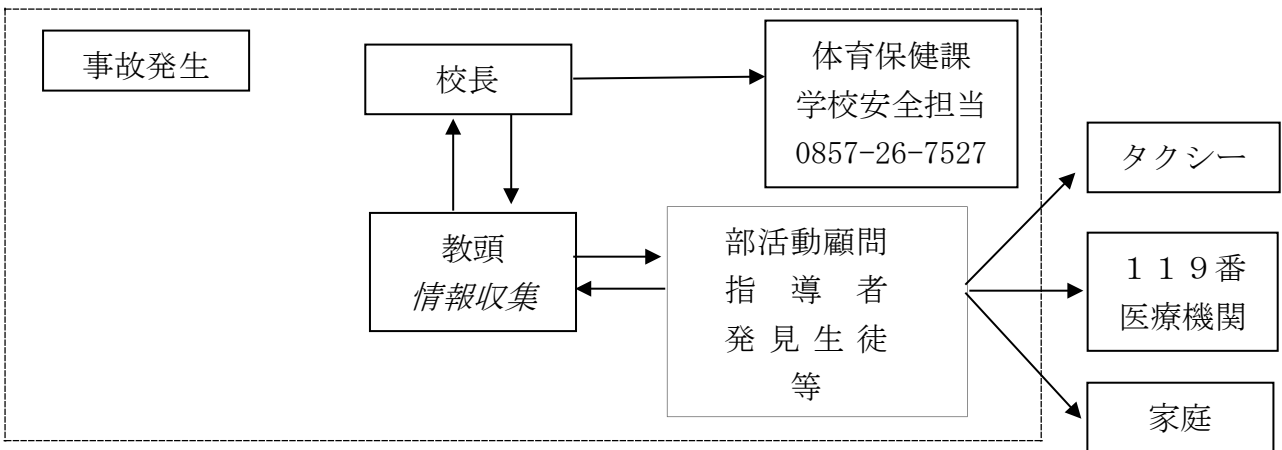 事故発生
校長
体育保健課
学校安全担当
0857-26-7527
タクシー
教頭
情報収集
部活動顧問
指　導　者
発 見 生 徒
等
１１９番
医療機関
家庭